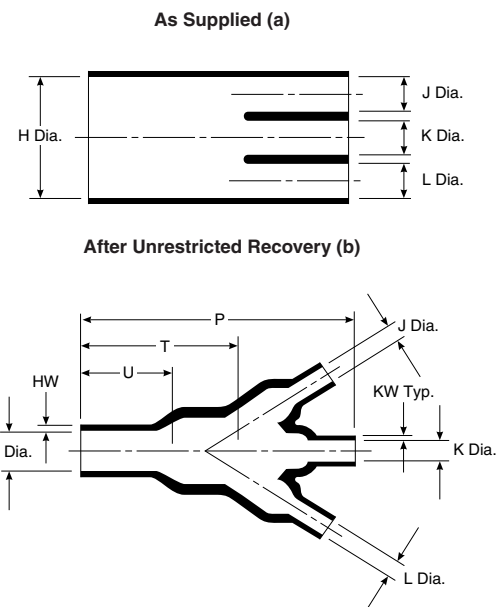 As Supplied (a)
J Dia.
H Dia.
K Dia.
L Dia.
After Unrestricted Recovery (b)
P
J Dia.
T
U
HW
KW Typ.
Dia.
K Dia.
L Dia.